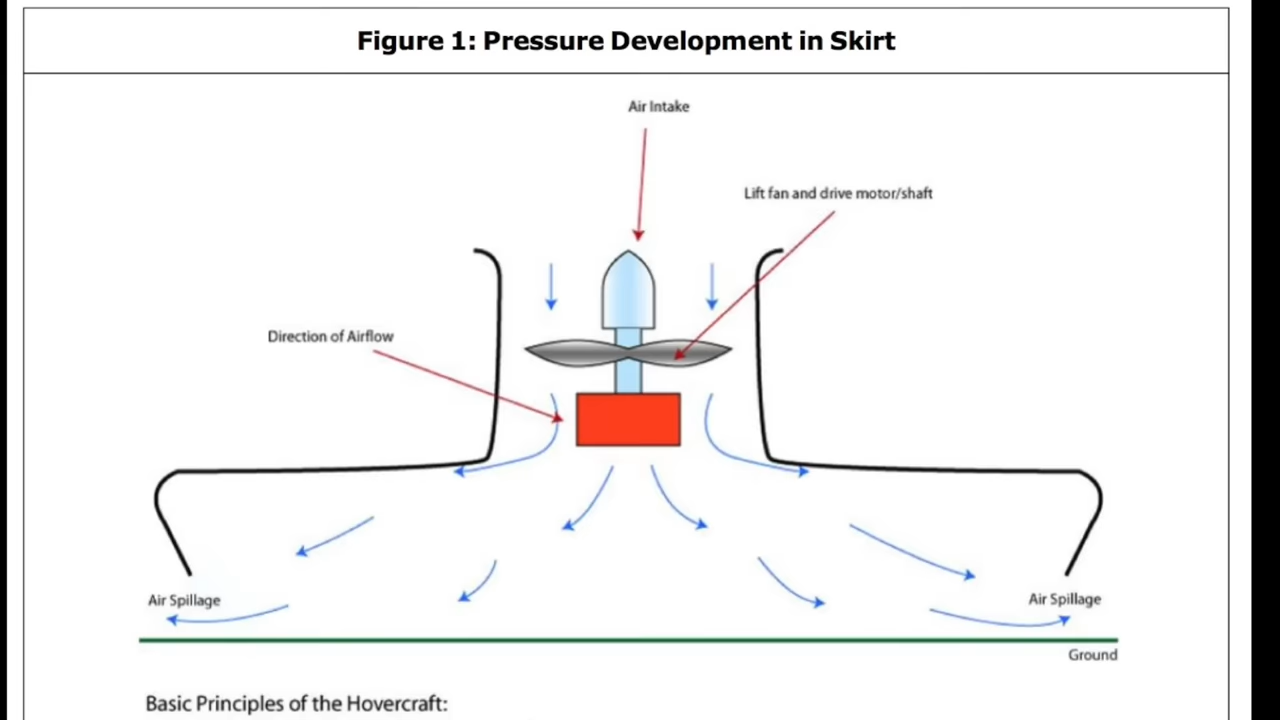 Figure 1: Pressure Development in Skirt
Air Intake
Lift fan and drive motor/shaft
Direction of Airflow
Air Spillage
Air Spillage
Ground
Basic Principles of the Hovercraft: